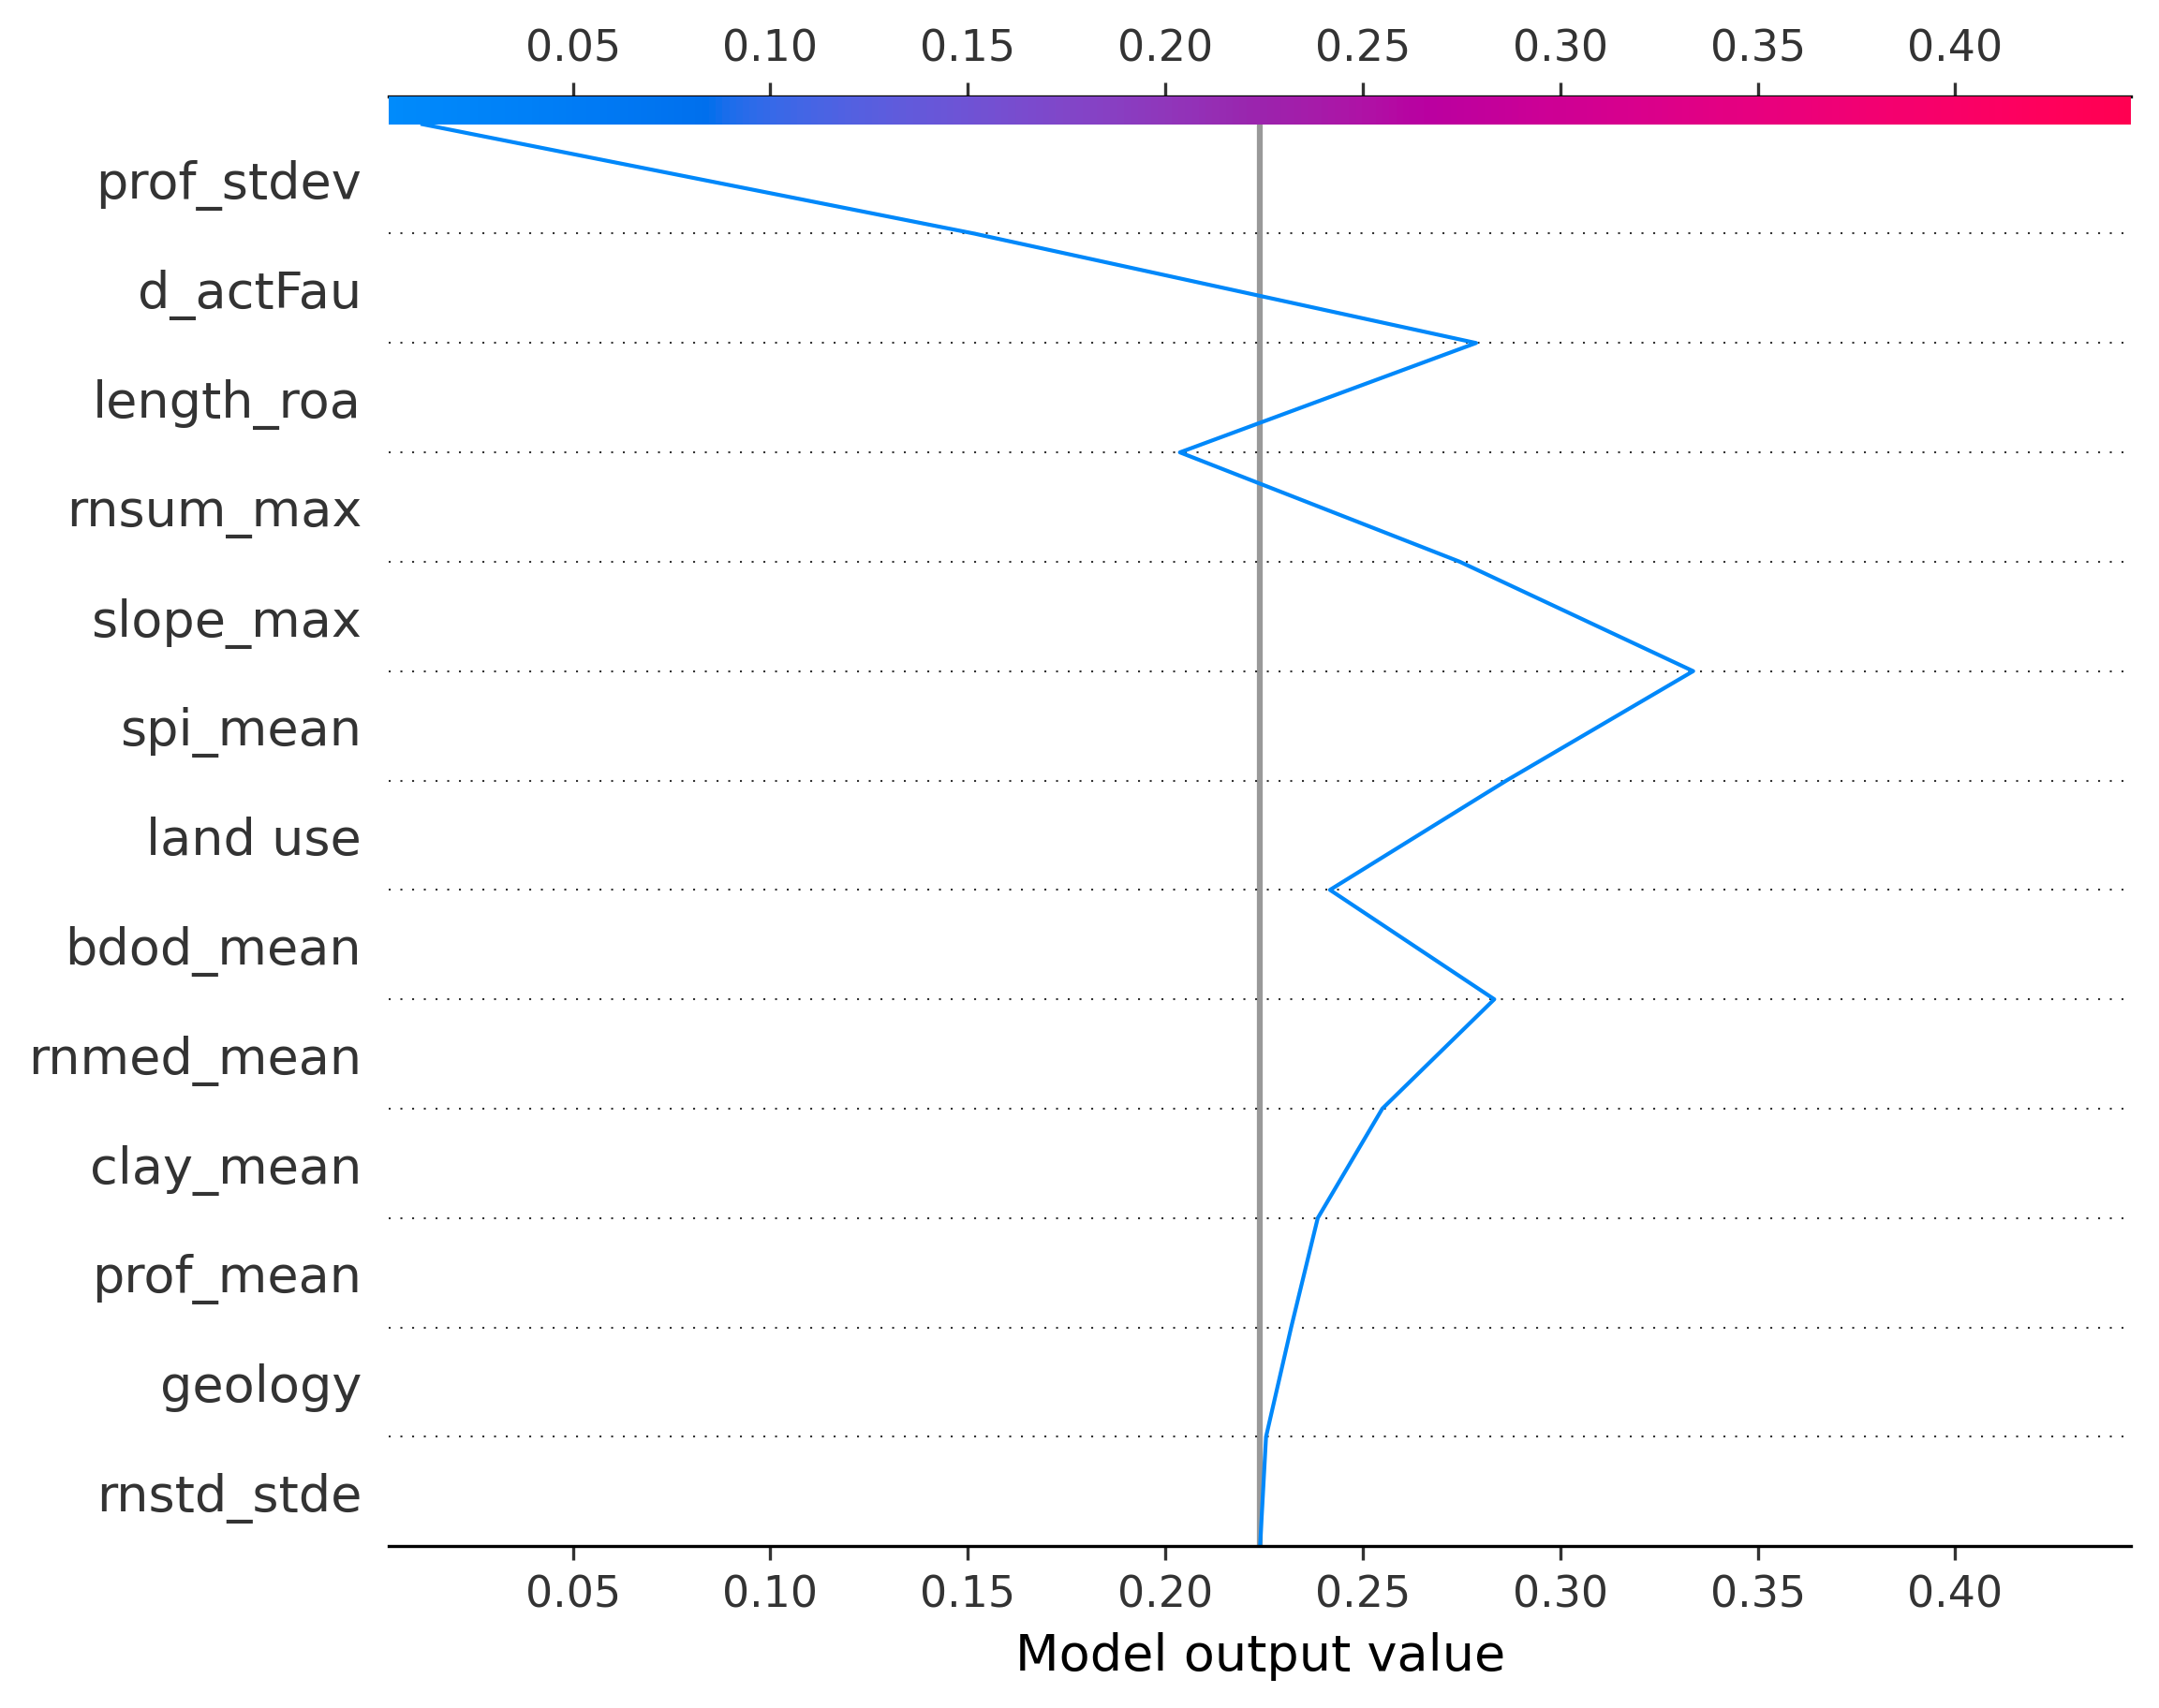 0.05 0.10 0.15 0.20 0.25 0.30 0.35 0.40
prof_stdev
d_actFau
length_roa
rnsum_max
slope_max
spi_mean
land use
bdod_mean
rnmed_mean
clay_mean
prof_mean
geology
rnstd_stde
0.05 0.10 0.15 0.20 0.25 0.30 0.35 0.40
Model output value